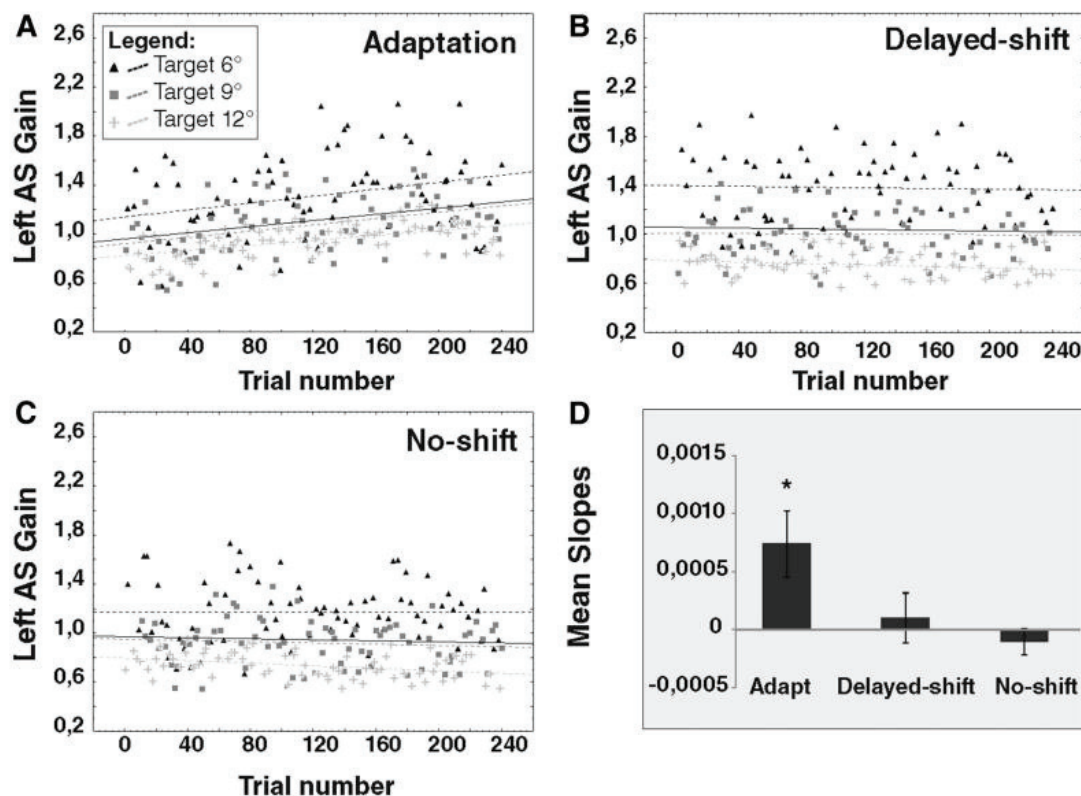 A
Adaptation
2,6
2,2
1,8
1,4
1,0
0,6
0,2
Left AS Gain
Legend:
Target 6°
Target 9°
Target 12°
0 40 80 120 160 200 240
Trial number
B
Delayed-shift
2,6
2,2
1,8
1,4
1,0
0,6
0,2
Left AS Gain
0 40 80 120 160 200 240
Trial number
C
No-shift
2,6
2,2
1,8
1,4
1,0
0,6
0,2
Left AS Gain
0 40 80 120 160 200 240
Trial number
D
Mean Slopes
0,0015
0,0010
0,0005
0
-0,0005
*
Adapt Delayed-shift No-shift